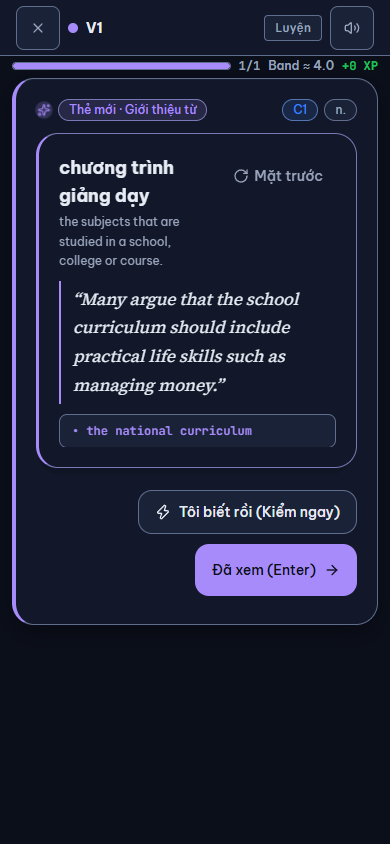 V1
Luyện
1/1 Band ≈ 4.0 +0 XP
Thẻ mới · Giới thiệu từ
C1
n.
chương trình
giảng dạy
Mặt trước
the subjects that are
studied in a school,
college or course.
“Many argue that the school
curriculum should include
practical life skills such as
managing money.”
• the national curriculum
Tôi biết rồi (Kiểm ngay)
Đã xem (Enter)